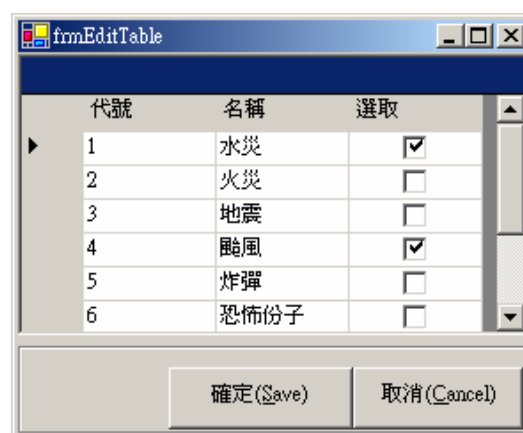 frmEditTable
代號 名稱 選取
1 水災
2 火災
3 地震
4 颱風
5 炸彈
6 恐怖份子
確定(Save) 取消(Cancel)